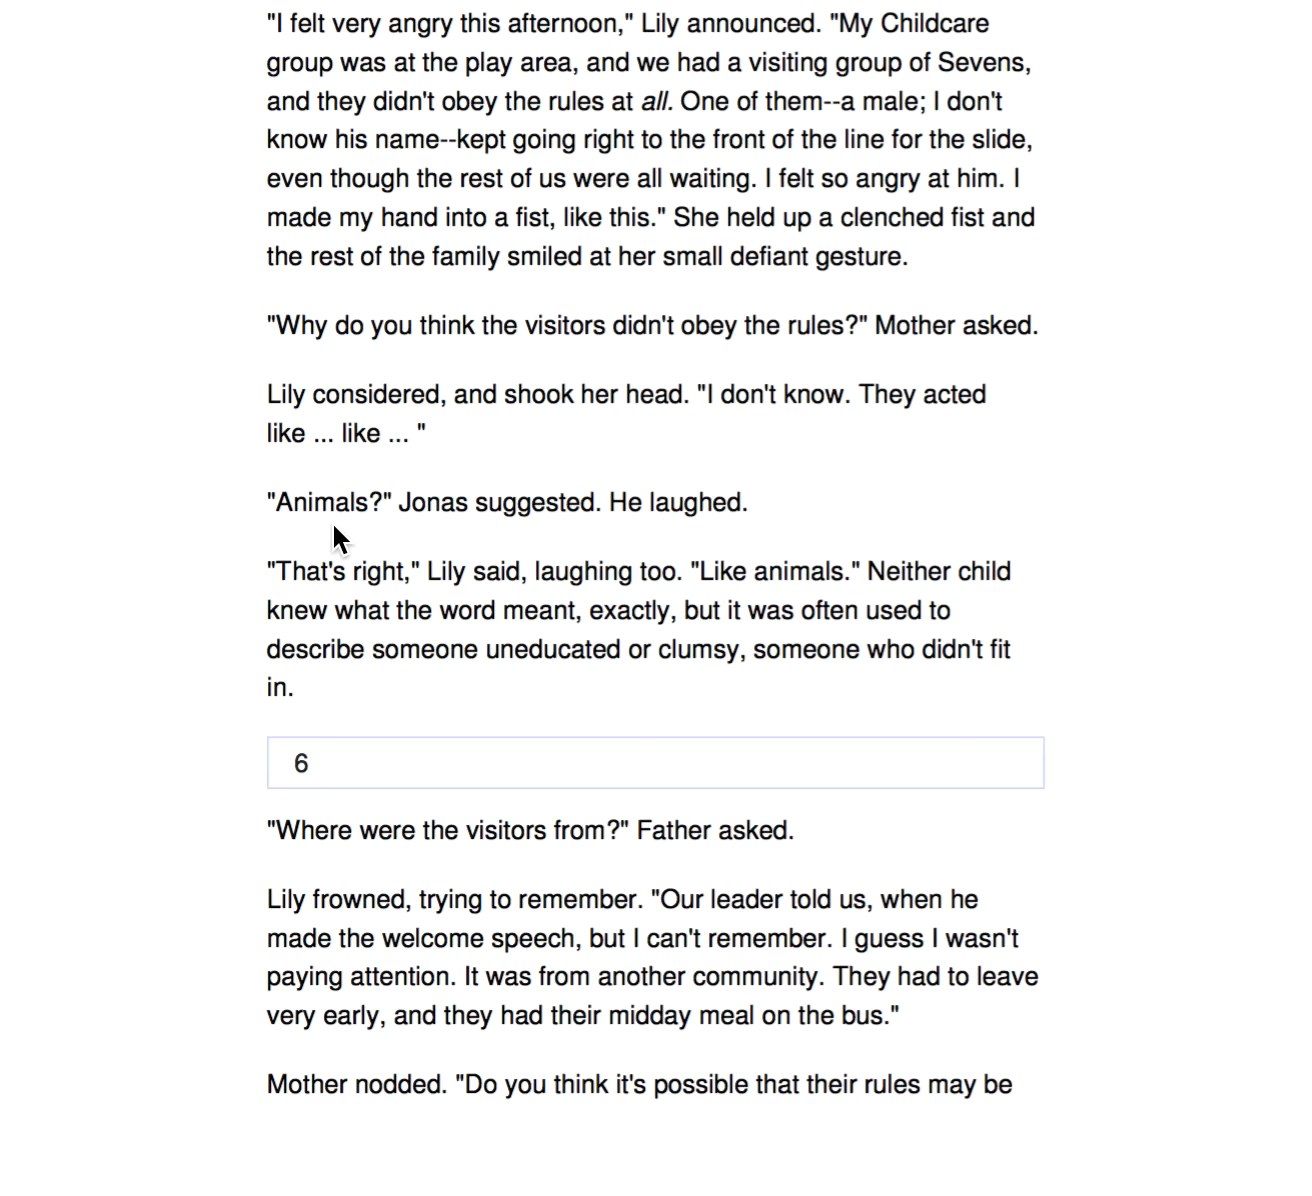 "I felt very angry this afternoon," Lily announced. "My Childcare
group was at the play area, and we had a visiting group of Sevens,
and they didn't obey the rules at all. One of them--a male; I don't
know his name--kept going right to the front of the line for the slide,
even though the rest of us were all waiting. I felt so angry at him. I
made my hand into a fist, like this." She held up a clenched fist and
the rest of the family smiled at her small defiant gesture.
"Why do you think the visitors didn't obey the rules?" Mother asked.
Lily considered, and shook her head. "I don't know. They acted
like ... like ... "
"Animals?" Jonas suggested. He laughed.
"That's right," Lily said, laughing too. "Like animals." Neither child
knew what the word meant, exactly, but it was often used to
describe someone uneducated or clumsy, someone who didn't fit
in.
6
"Where were the visitors from?" Father asked.
Lily frowned, trying to remember. "Our leader told us, when he
made the welcome speech, but I can't remember. I guess I wasn't
paying attention. It was from another community. They had to leave
very early, and they had their midday meal on the bus."
Mother nodded. "Do you think it's possible that their rules may be